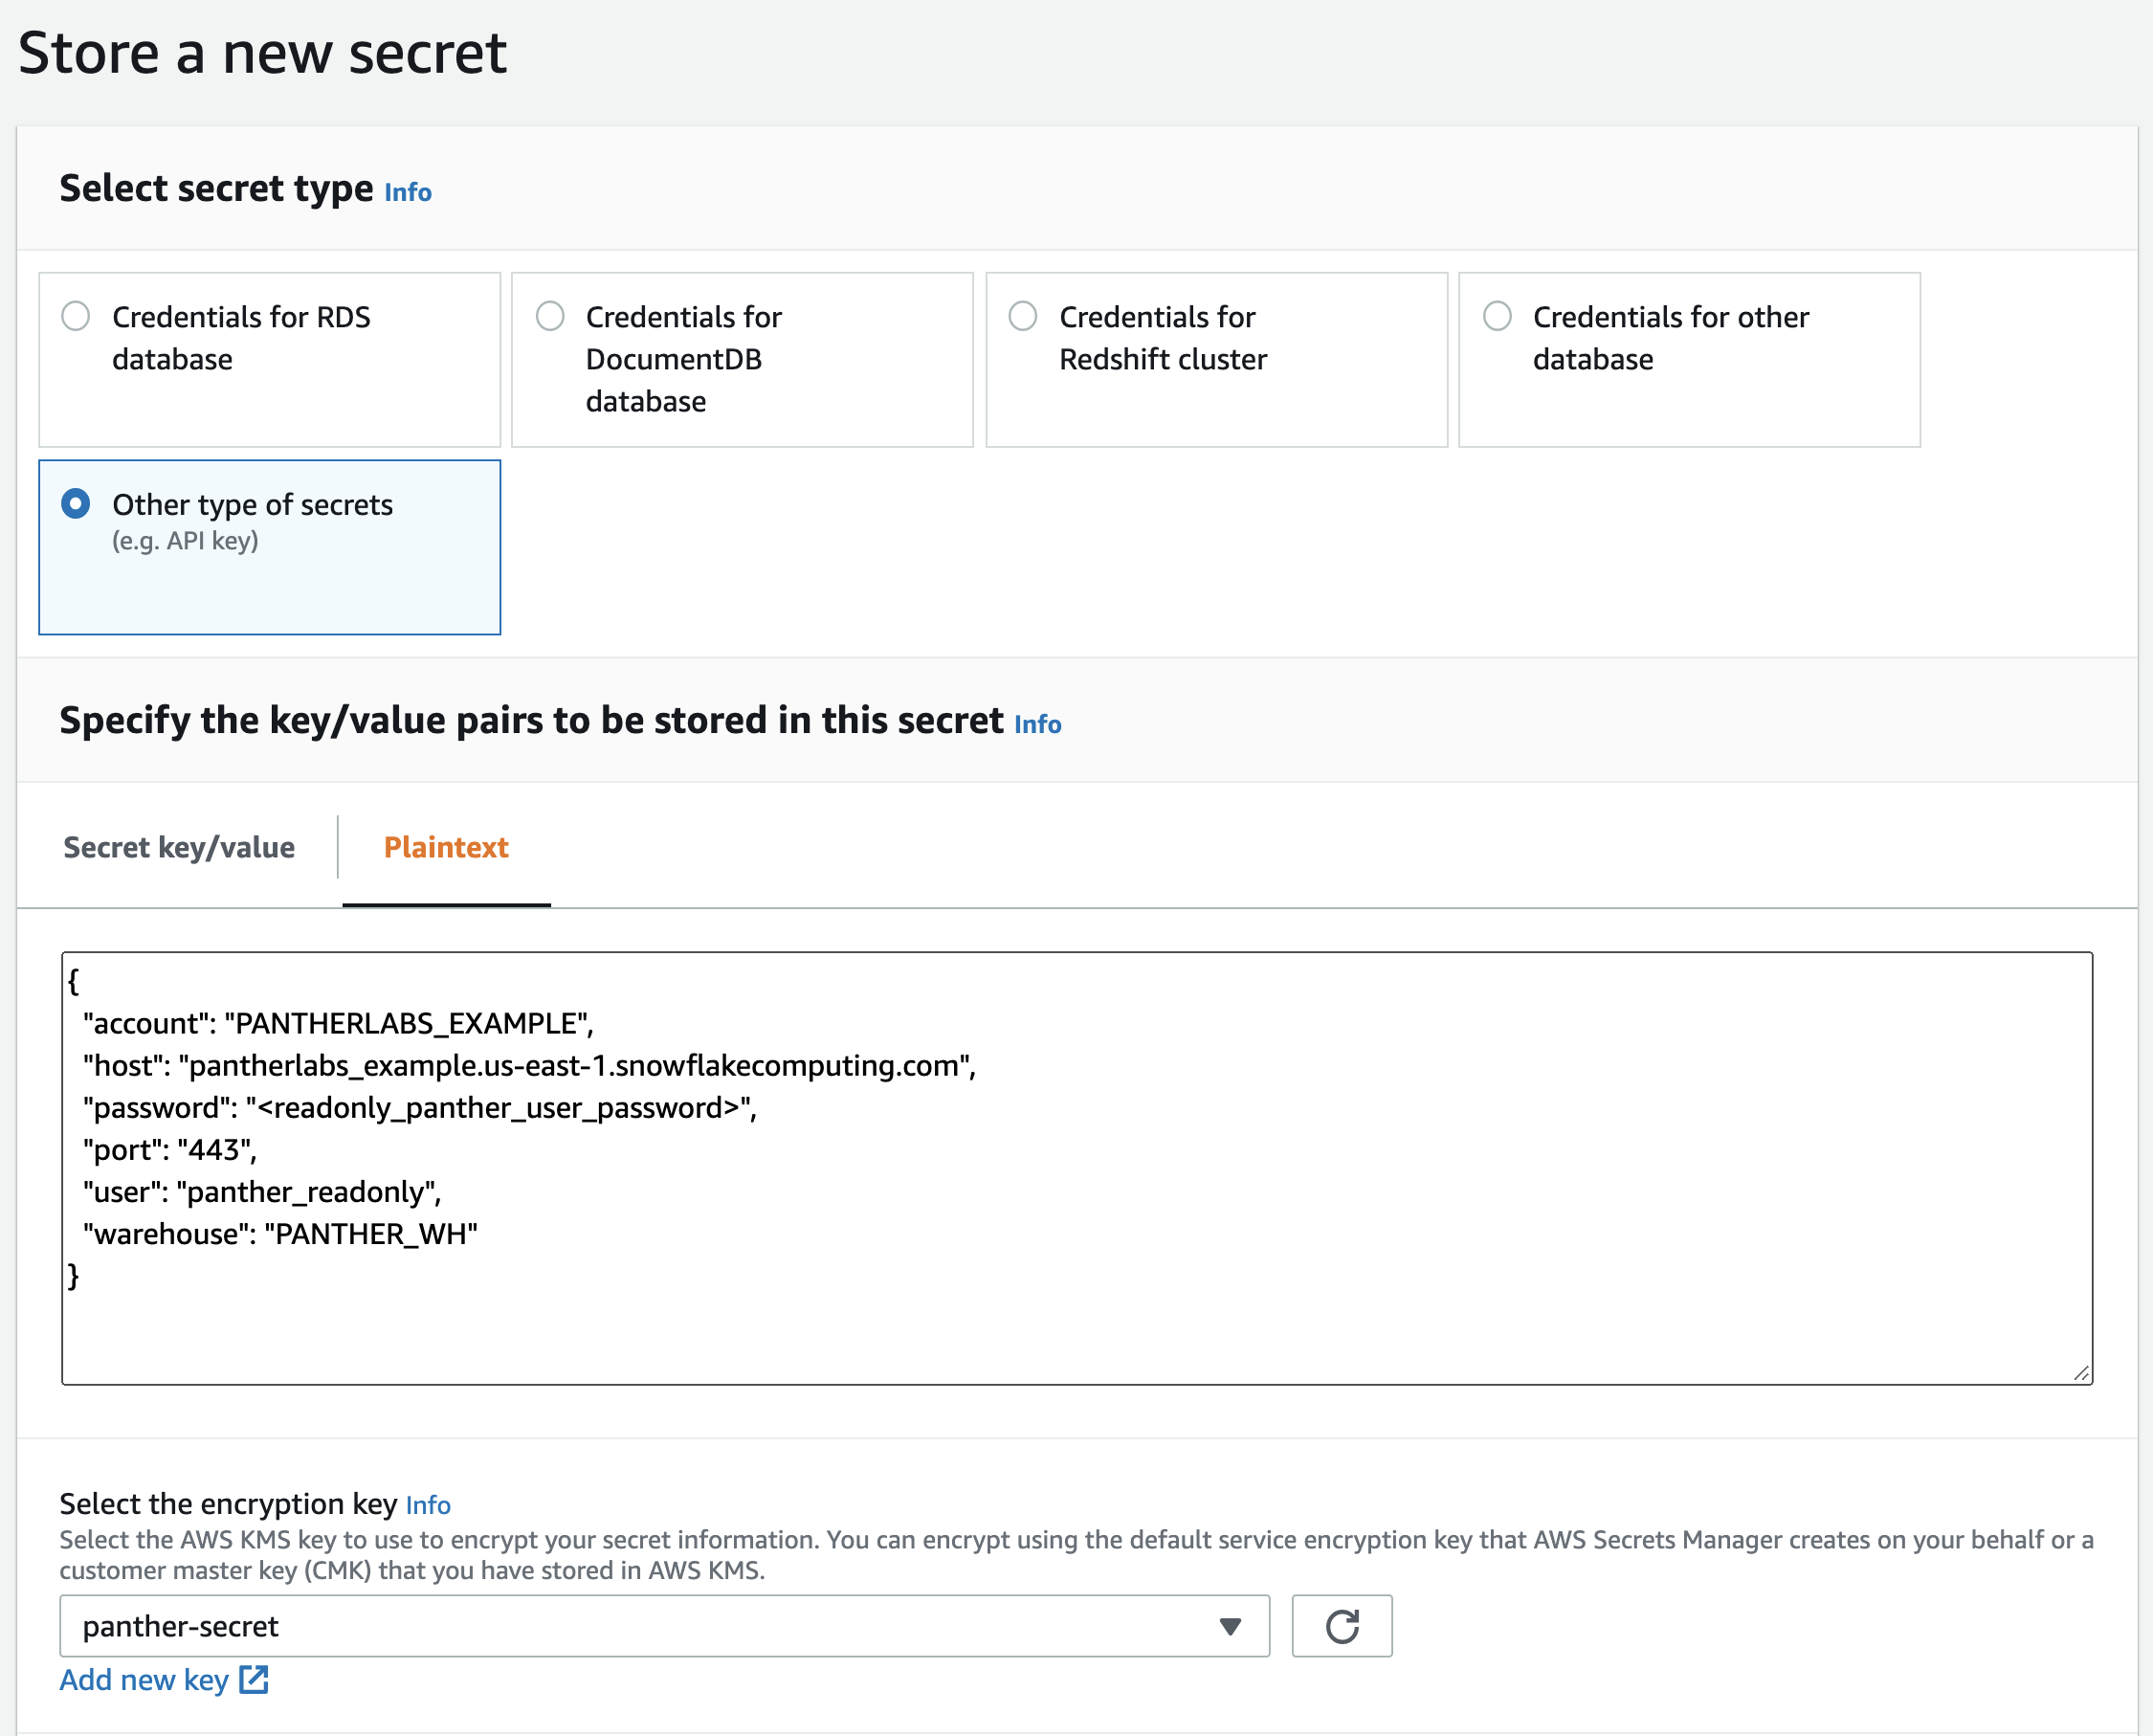 Store a new secret
Select secret type Info
Credentials for RDS
database
Credentials for
DocumentDB
database
Credentials for
Redshift cluster
Credentials for other
database
Other type of secrets
(e.g. API key)
Specify the key/value pairs to be stored in this secret Info
Secret key/value
Plaintext
{
"account": "PANTHERLABS_EXAMPLE",
"host": "pantherlabs_example.us-east-1.snowflakecomputing.com",
"password": "<readonly_panther_user_password>",
"port": "443",
"user": "panther_readonly",
"warehouse": "PANTHER_WH"
}
Select the encryption key Info
Select the AWS KMS key to use to encrypt your secret information. You can encrypt using the default service encryption key that AWS Secrets Manager creates on your behalf or a
customer master key (CMK) that you have stored in AWS KMS.
panther-secret
Add new key